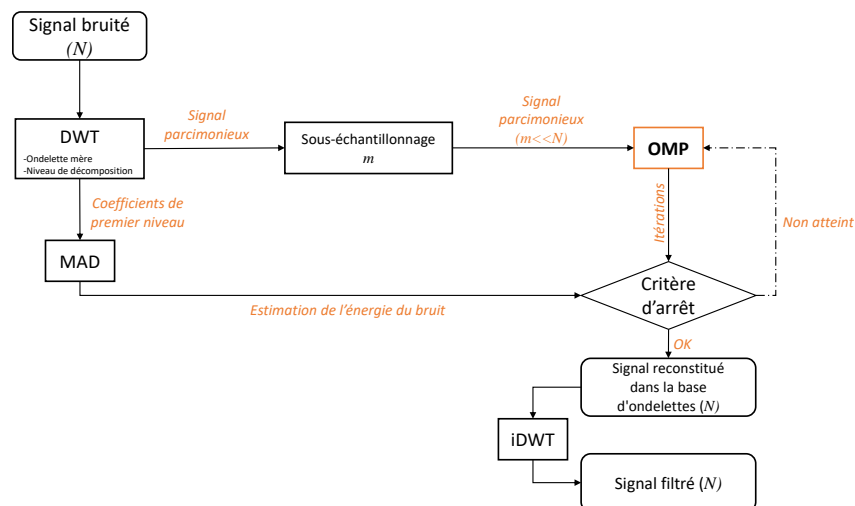 Signal bruité
(N)
DWT
-Ondelette mère
-Niveau de décomposition
Signal
parcimonieux
Sous-échantillonnage
m
Signal
parcimonieux
(m<<N)
OMP
Coefficients de
premier niveau
MAD
Itérations
Non atteint
Critère
d'arrêt
Estimation de l'énergie du bruit
OK
Signal reconstitué
dans la base
d'ondelettes (N)
iDWT
Signal filtré (N)